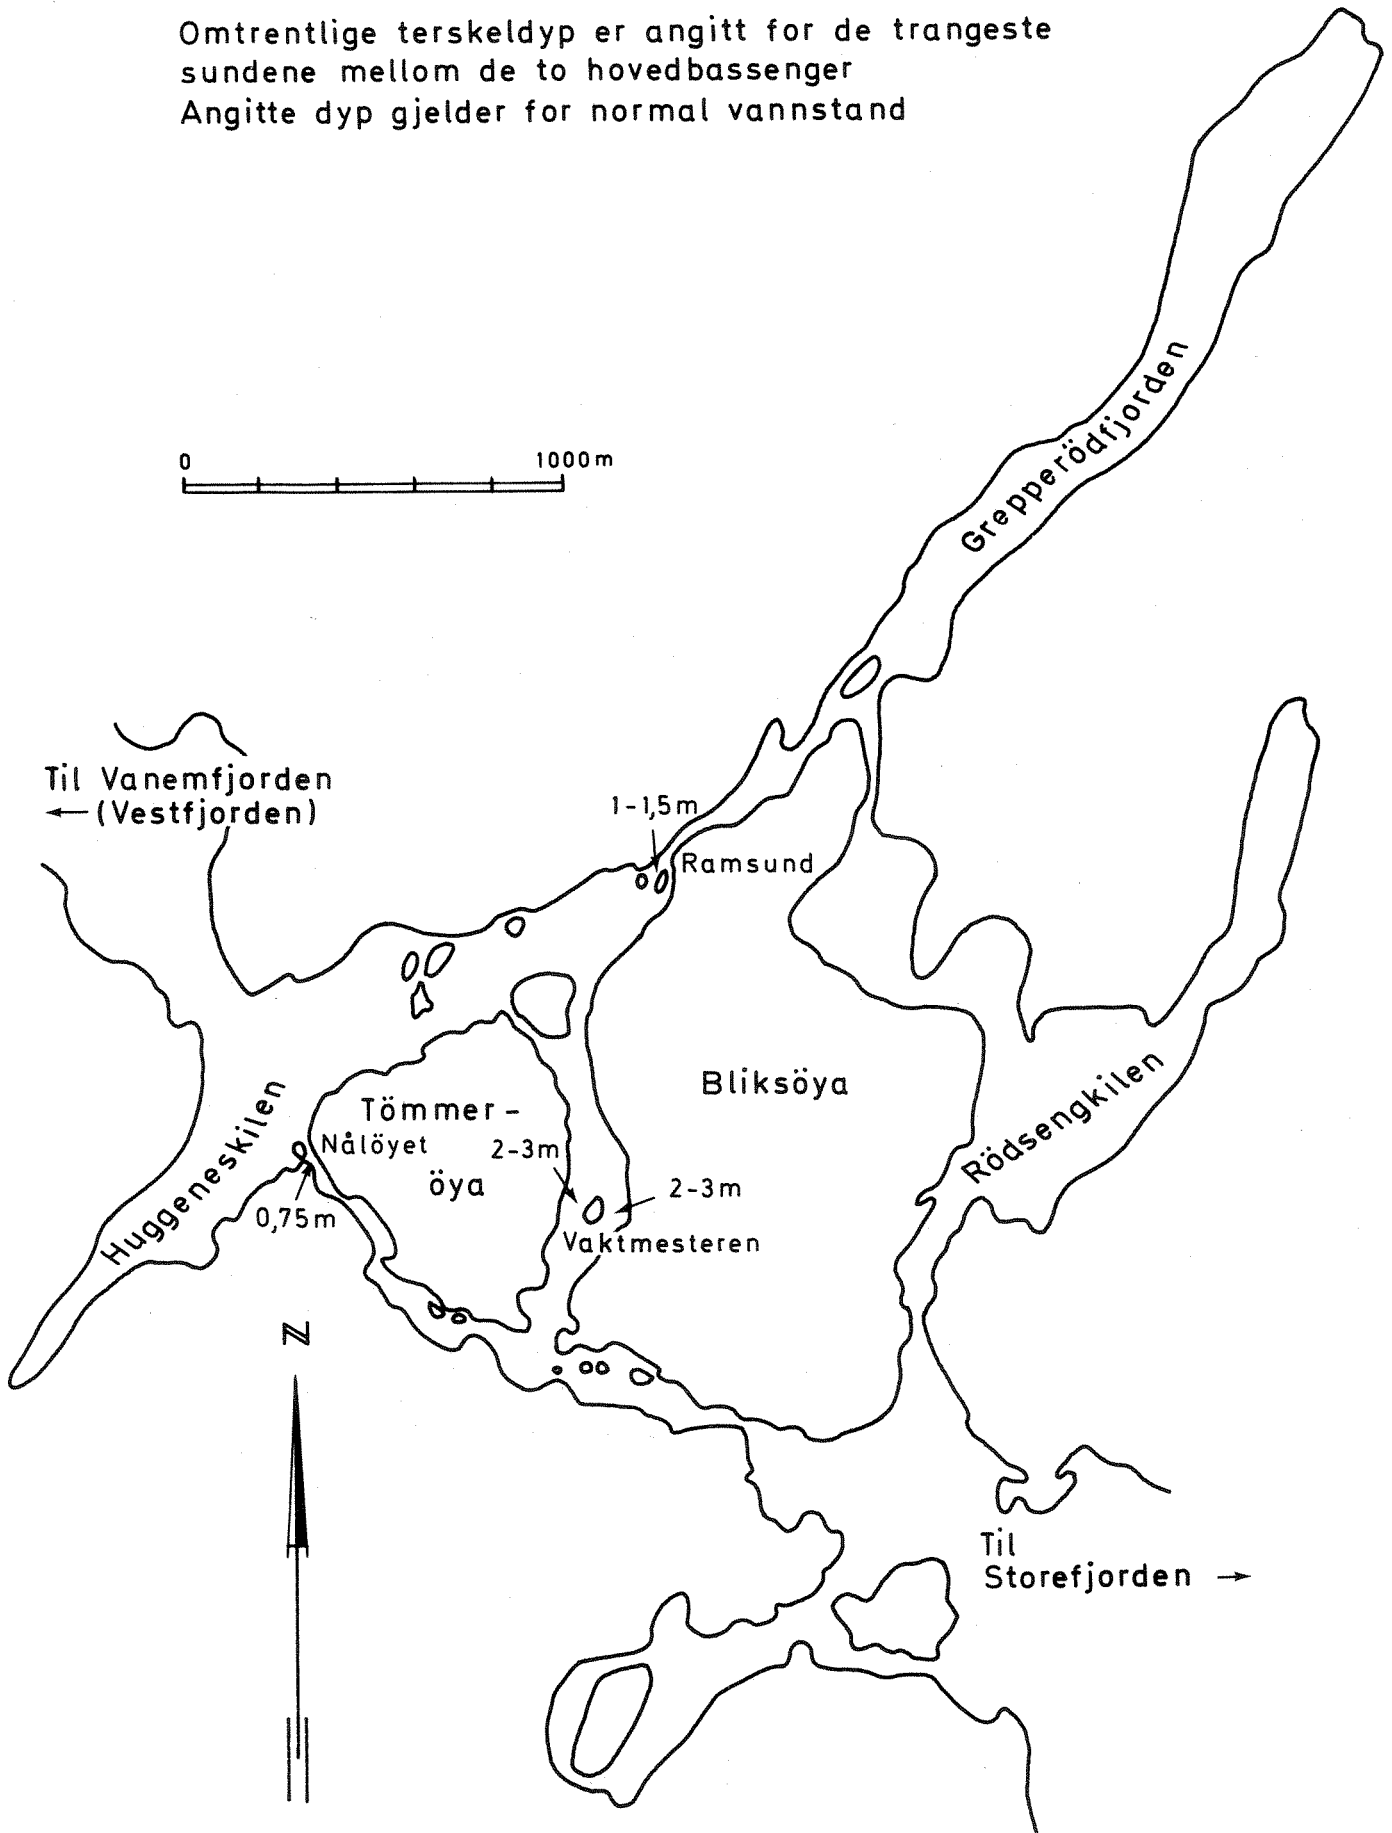 Omtrentlige terskeldyp er angitt for de trangeste
sundene mellom de to hovedbassenger
Angitte dyp gjelder for normal vannstand
Grepperödfjorden
0 1000m
Til Vanemfjorden
←(Vestfjorden)
1-1,5m
Ramsund
Bliksöya
Tömmer-
öya
Nålöyet
2-3m
2-3m
0,75m
Vaktmesteren
Huggeneskilen
Rödsengkilen
N
Til
Storefjorden →